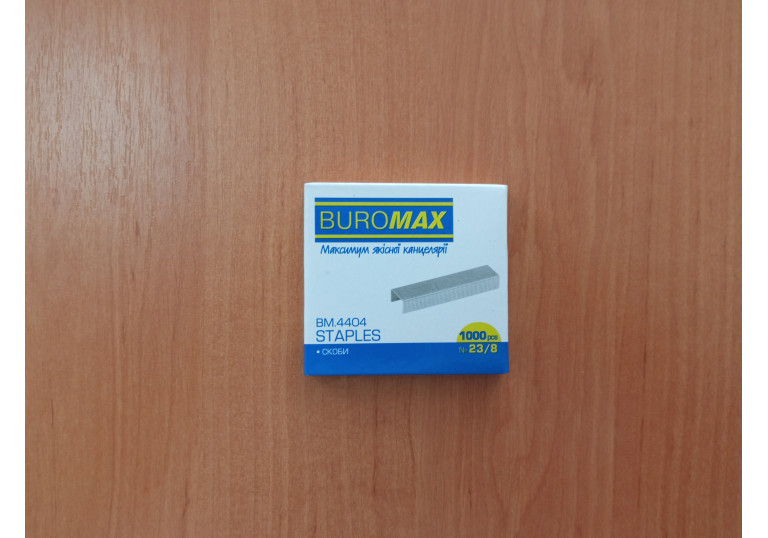 BUROMAX
Максимум якісної канцелярії
BM.4404
STAPLES
• СКОБИ
1000 pcs
№ 23/8